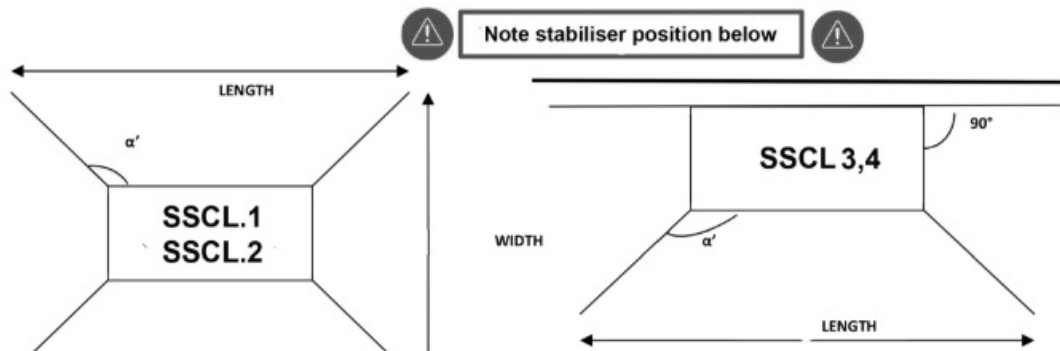 Note stabiliser position below
LENGTH
α’
SSCL.1
SSCL.2
WIDTH
90°
SSCL 3,4
α’
LENGTH